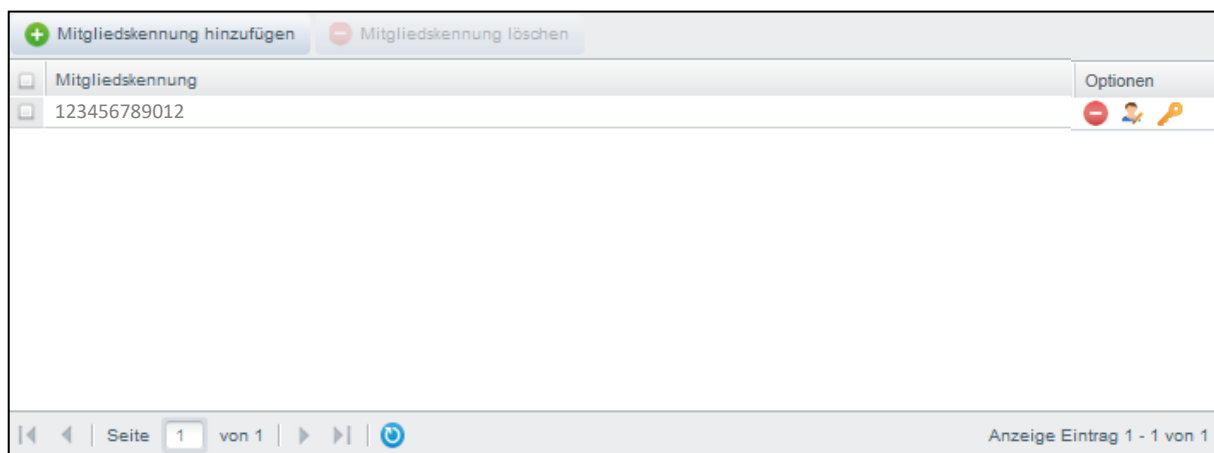 Mitgliedskennung hinzufügen Mitgliedskennung löschen
Mitgliedskennung Optionen
123456789012
Seite 1 von 1 Anzeige Eintrag 1 - 1 von 1